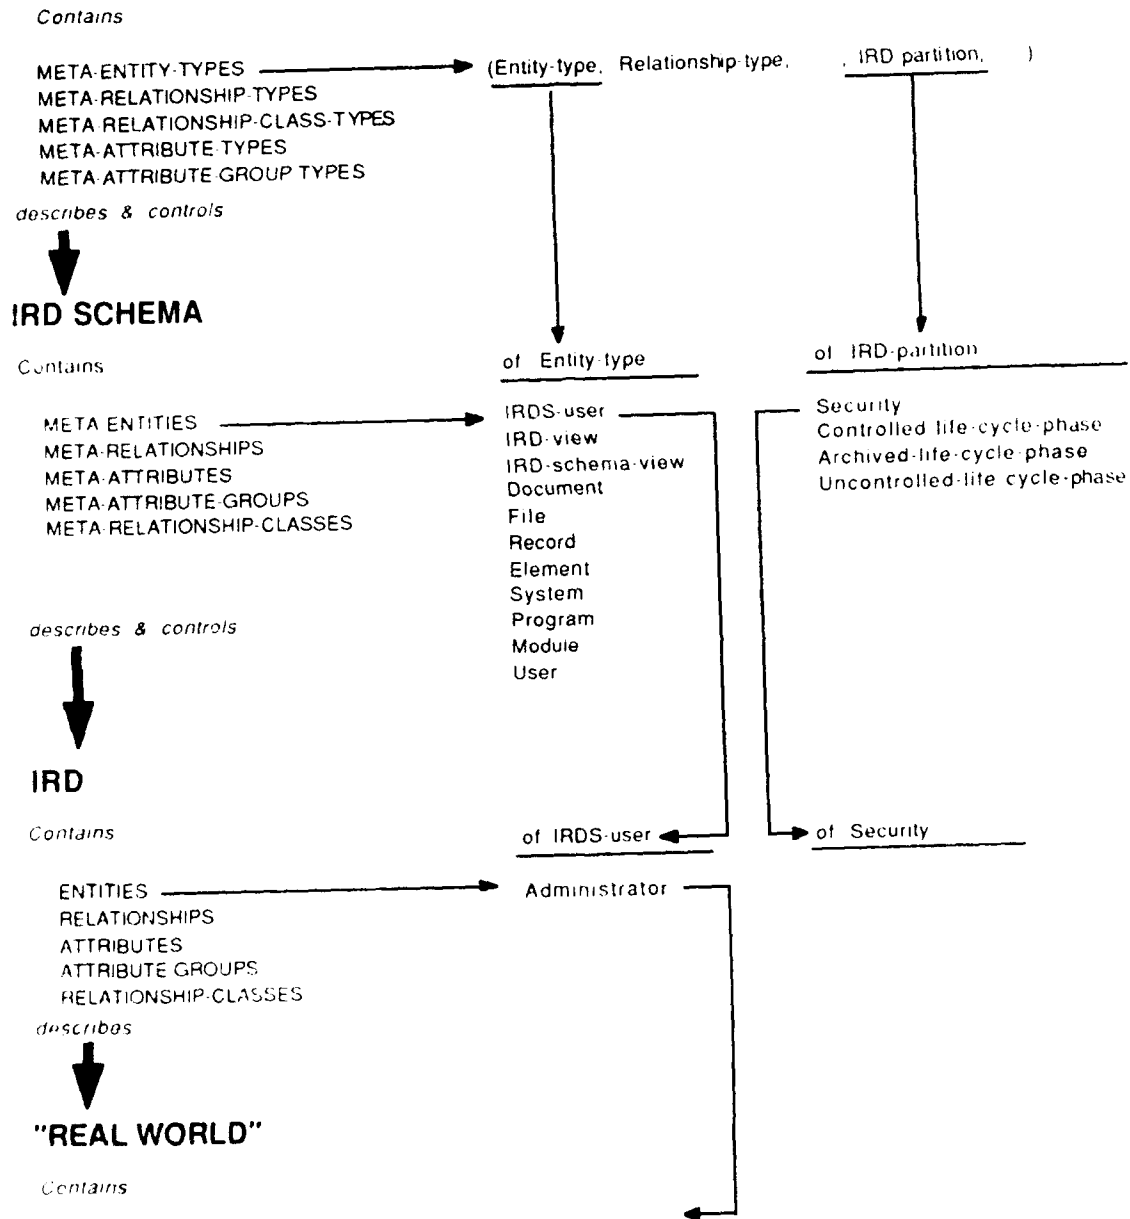 Contains
META-ENTITY-TYPES (Entity-type, Relationship-type, , IRD partition, )
META-RELATIONSHIP-TYPES
META-RELATIONSHIP-CLASS-TYPES
META-ATTRIBUTE-TYPES
META-ATTRIBUTE-GROUP TYPES
describes & controls
IRD SCHEMA
Contains
of Entity-type
of IRD-partition
META ENTITIES
META-RELATIONSHIPS
META-ATTRIBUTES
META-ATTRIBUTE-GROUPS
META-RELATIONSHIP-CLASSES
IRDS-user
IRD-view
IRD-schema-view
Document
File
Record
Element
System
Program
Module
User
Security
Controlled life-cycle-phase
Archived-life-cycle-phase
Uncontrolled-life cycle-phase
describes & controls
IRD
Contains
of IRDS-user
of Security
ENTITIES
RELATIONSHIPS
ATTRIBUTES
ATTRIBUTE GROUPS
RELATIONSHIP-CLASSES
Administrator
describes
"REAL WORLD"
Contains